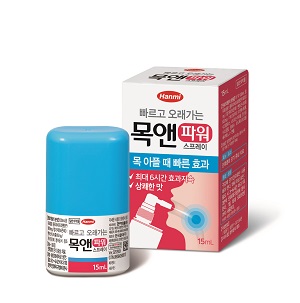 Hanmi
빠르고 오래가는
목앤
파워
스프레이
목 아플 때 빠른 효과
최대 6시간 효과지속
상쾌한 맛
15mL
Hanmi
빠르고 오래가는
목앤
파워
스프레이
15mL